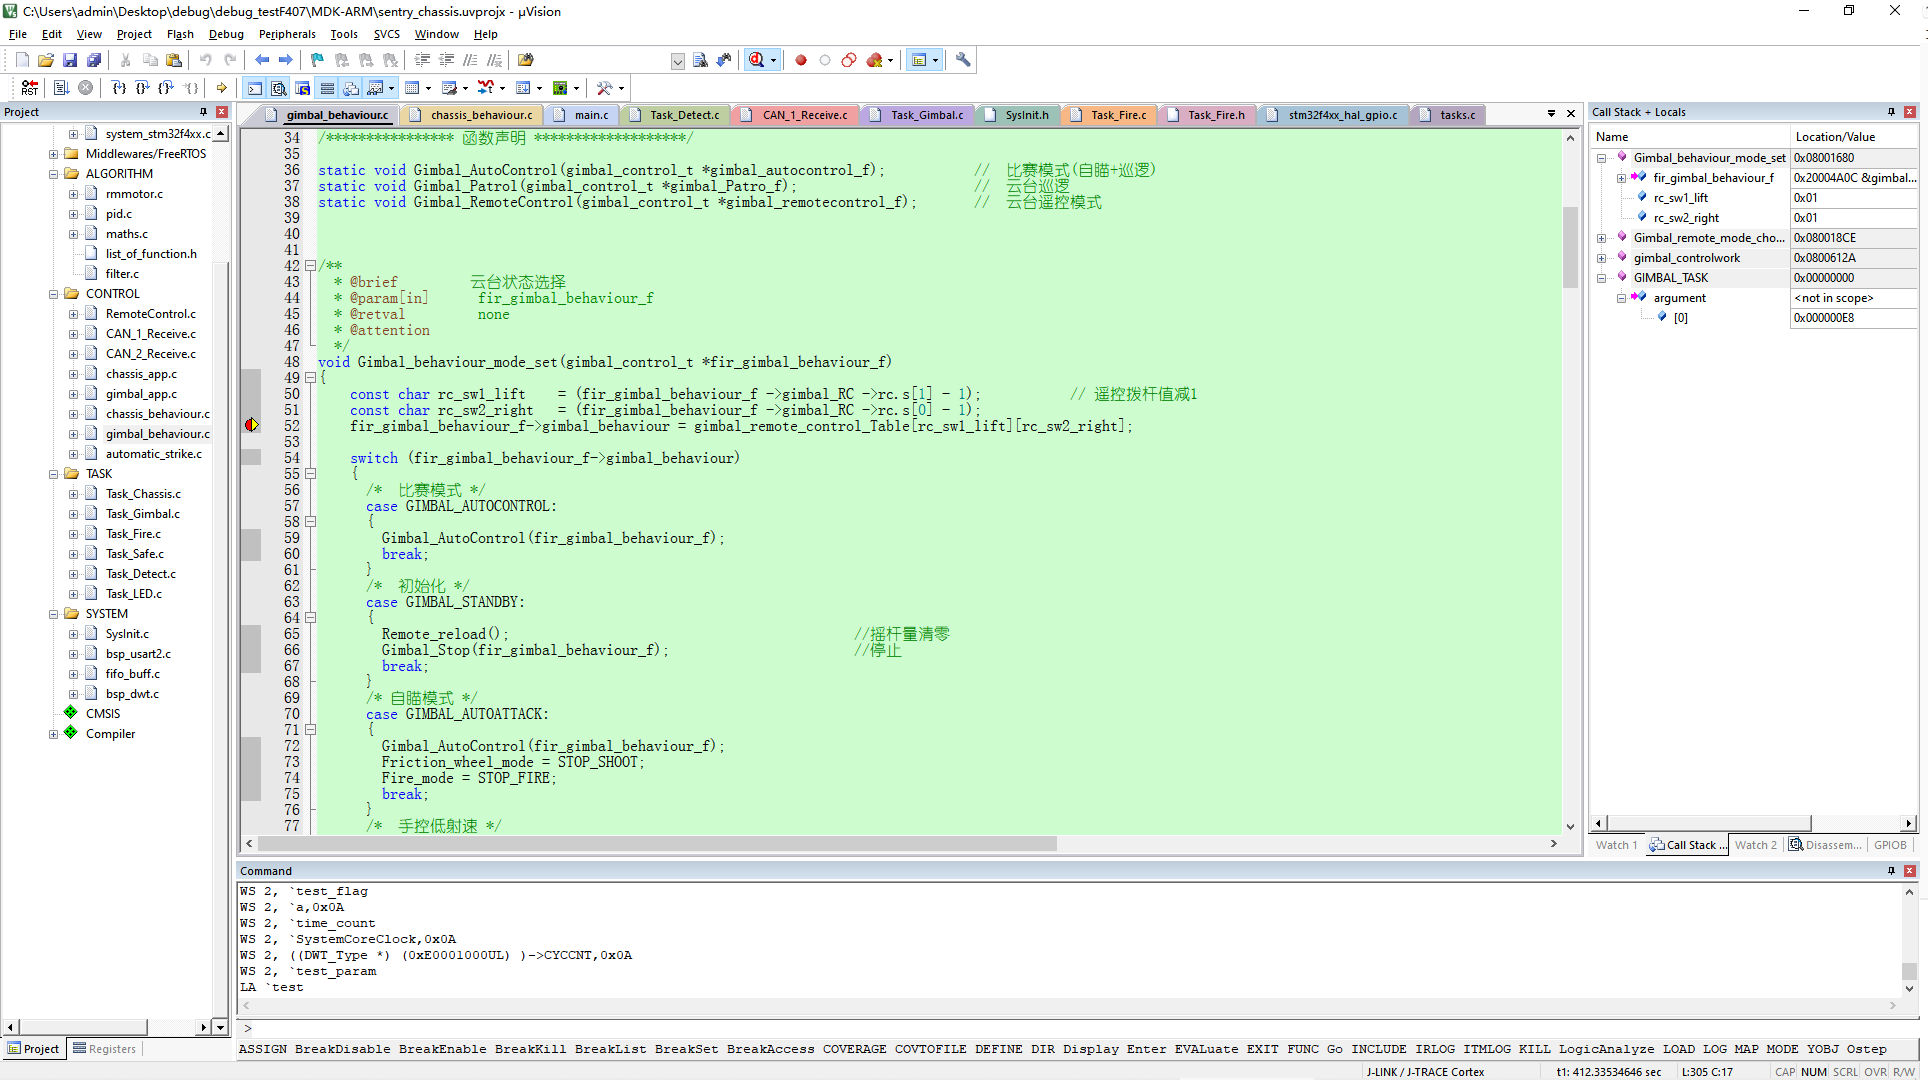 C:\Users\admin\Desktop\debug\debug_testF407\MDK-ARM\sentry_chassis.uvprojx - µVision
File Edit View Project Flash Debug Peripherals Tools SVCS Window Help
Project
system_stm32f4xx.c
Middlewares/FreeRTOS
ALGORITHM
rmmotor.c
pid.c
maths.c
list_of_function.h
filter.c
CONTROL
RemoteControl.c
CAN_1_Receive.c
CAN_2_Receive.c
chassis_app.c
gimbal_app.c
chassis_behaviour.c
gimbal_behaviour.c
automatic_strike.c
TASK
Task_Chassis.c
Task_Gimbal.c
Task_Fire.c
Task_Safe.c
Task_Detect.c
Task_LED.c
SYSTEM
SysInit.c
bsp_usart2.c
fifo_buff.c
bsp_dwt.c
CMSIS
Compiler
Project Registers
gimbal_behaviour.c chassis_behaviour.c main.c Task_Detect.c CAN_1_Receive.c Task_Gimbal.c SysInit.h Task_Fire.c Task_Fire.h stm32f4xx_hal_gpio.c tasks.c
34 /**************** 函数声明 *******************/
35
36 static void Gimbal_AutoControl(gimbal_control_t *gimbal_autocontrol_f); // 比赛模式(自瞄+巡逻)
37 static void Gimbal_Patrol(gimbal_control_t *gimbal_Patro_f); // 云台巡逻
38 static void Gimbal_RemoteControl(gimbal_control_t *gimbal_remotecontrol_f); // 云台遥控模式
39
40
41
42 /**
43 * @brief 云台状态选择
44 * @param[in] fir_gimbal_behaviour_f
45 * @retval none
46 * @attention
47 */
48 void Gimbal_behaviour_mode_set(gimbal_control_t *fir_gimbal_behaviour_f)
49 {
50 const char rc_sw1_lift = (fir_gimbal_behaviour_f ->gimbal_RC ->rc.s[1] - 1); // 遥控拨杆值减1
51 const char rc_sw2_right = (fir_gimbal_behaviour_f ->gimbal_RC ->rc.s[0] - 1);
52 fir_gimbal_behaviour_f->gimbal_behaviour = gimbal_remote_control_Table[rc_sw1_lift][rc_sw2_right];
53
54 switch (fir_gimbal_behaviour_f->gimbal_behaviour)
55 {
56 /* 比赛模式 */
57 case GIMBAL_AUTOCONTROL:
58 {
59 Gimbal_AutoControl(fir_gimbal_behaviour_f);
60 break;
61 }
62 /* 初始化 */
63 case GIMBAL_STANDBY:
64 {
65 Remote_reload(); //摇杆量清零
66 Gimbal_Stop(fir_gimbal_behaviour_f); //停止
67 break;
68 }
69 /* 自瞄模式 */
70 case GIMBAL_AUTOATTACK:
71 {
72 Gimbal_AutoControl(fir_gimbal_behaviour_f);
73 Friction_wheel_mode = STOP_SHOOT;
74 Fire_mode = STOP_FIRE;
75 break;
76 }
77 /* 手控低射速 */
Call Stack + Locals
Name Location/Value
Gimbal_behaviour_mode_set 0x08001680
fir_gimbal_behaviour_f 0x20004A0C &gimbal...
rc_sw1_lift 0x01
rc_sw2_right 0x01
Gimbal_remote_mode_cho... 0x080018CE
gimbal_controlwork 0x0800612A
GIMBAL_TASK 0x00000000
argument <not in scope>
[0] 0x000000E8
Watch 1 Call Stack ... Watch 2 Disassem... GPIOB
Command
WS 2, `test_flag
WS 2, `a,0x0A
WS 2, `time_count
WS 2, `SystemCoreClock,0x0A
WS 2, ((DWT_Type *) (0xE0001000UL) )->CYCCNT,0x0A
WS 2, `test_param
LA `test
>
ASSIGN BreakDisable BreakEnable BreakKill BreakList BreakSet BreakAccess COVERAGE COVTOFILE DEFINE DIR Display Enter EVALuate EXIT FUNC Go INCLUDE IRLOG ITMLOG KILL LogicAnalyze LOAD LOG MAP MODE YOBJ Ostep
J-LINK / J-TRACE Cortex t1: 412.33534646 sec L:305 C:17 CAP NUM SCRL OVR R/W